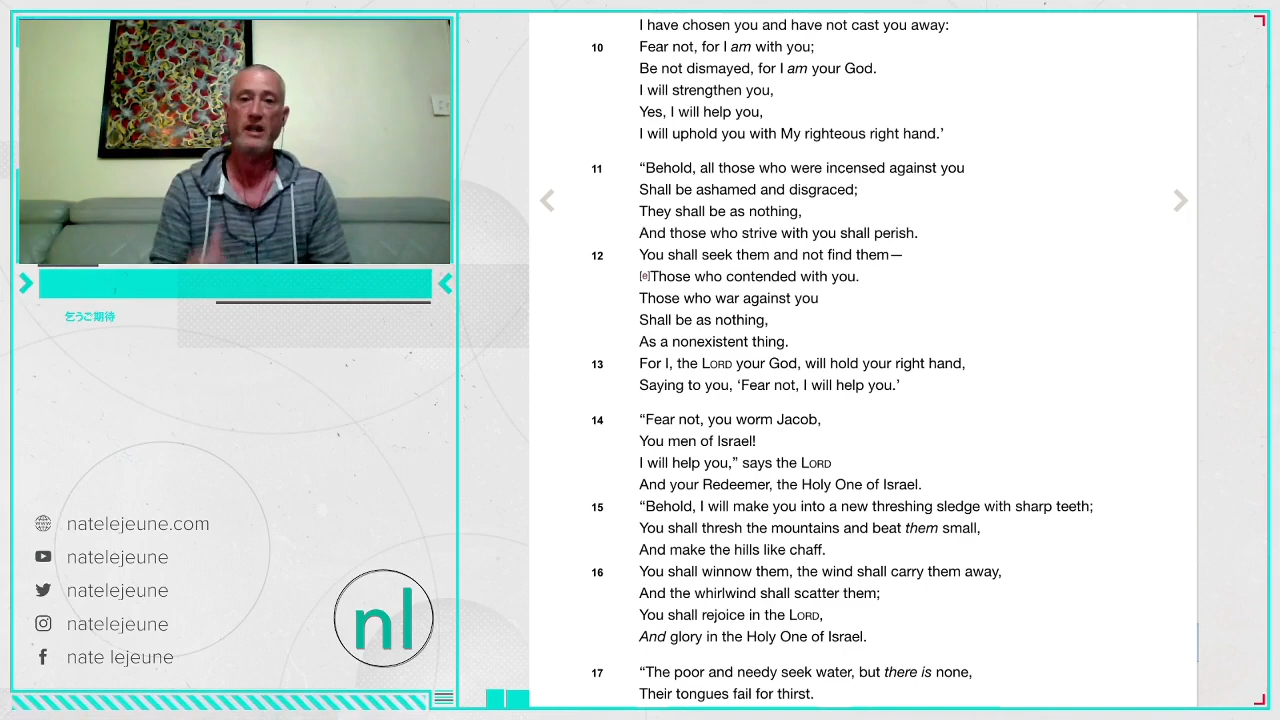 乞うご期待
natelejeune.com
natelejeune
natelejeune
natelejeune
nate lejeune
nl
I have chosen you and have not cast you away:
10 Fear not, for I am with you;
Be not dismayed, for I am your God.
I will strengthen you,
Yes, I will help you,
I will uphold you with My righteous right hand.’
11 “Behold, all those who were incensed against you
Shall be ashamed and disgraced;
They shall be as nothing,
And those who strive with you shall perish.
12 You shall seek them and not find them—
[e]Those who contended with you.
Those who war against you
Shall be as nothing,
As a nonexistent thing.
13 For I, the LORD your God, will hold your right hand,
Saying to you, ‘Fear not, I will help you.’
14 “Fear not, you worm Jacob,
You men of Israel!
I will help you,” says the LORD
And your Redeemer, the Holy One of Israel.
15 “Behold, I will make you into a new threshing sledge with sharp teeth;
You shall thresh the mountains and beat them small,
And make the hills like chaff.
16 You shall winnow them, the wind shall carry them away,
And the whirlwind shall scatter them;
You shall rejoice in the LORD,
And glory in the Holy One of Israel.
17 “The poor and needy seek water, but there is none,
Their tongues fail for thirst.